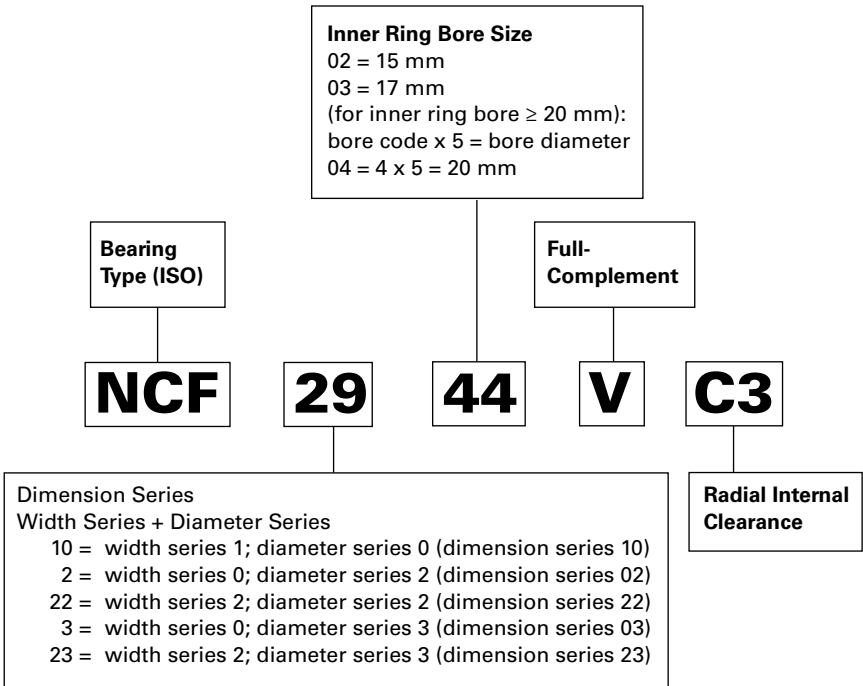 Inner Ring Bore Size
02 = 15 mm
03 = 17 mm
(for inner ring bore ≥ 20 mm):
bore code x 5 = bore diameter
04 = 4 x 5 = 20 mm
Bearing
Type (ISO)
Full-
Complement
NCF 29 44 V C3
Dimension Series
Width Series + Diameter Series
10 = width series 1; diameter series 0 (dimension series 10)
2 = width series 0; diameter series 2 (dimension series 02)
22 = width series 2; diameter series 2 (dimension series 22)
3 = width series 0; diameter series 3 (dimension series 03)
23 = width series 2; diameter series 3 (dimension series 23)
Radial Internal
Clearance